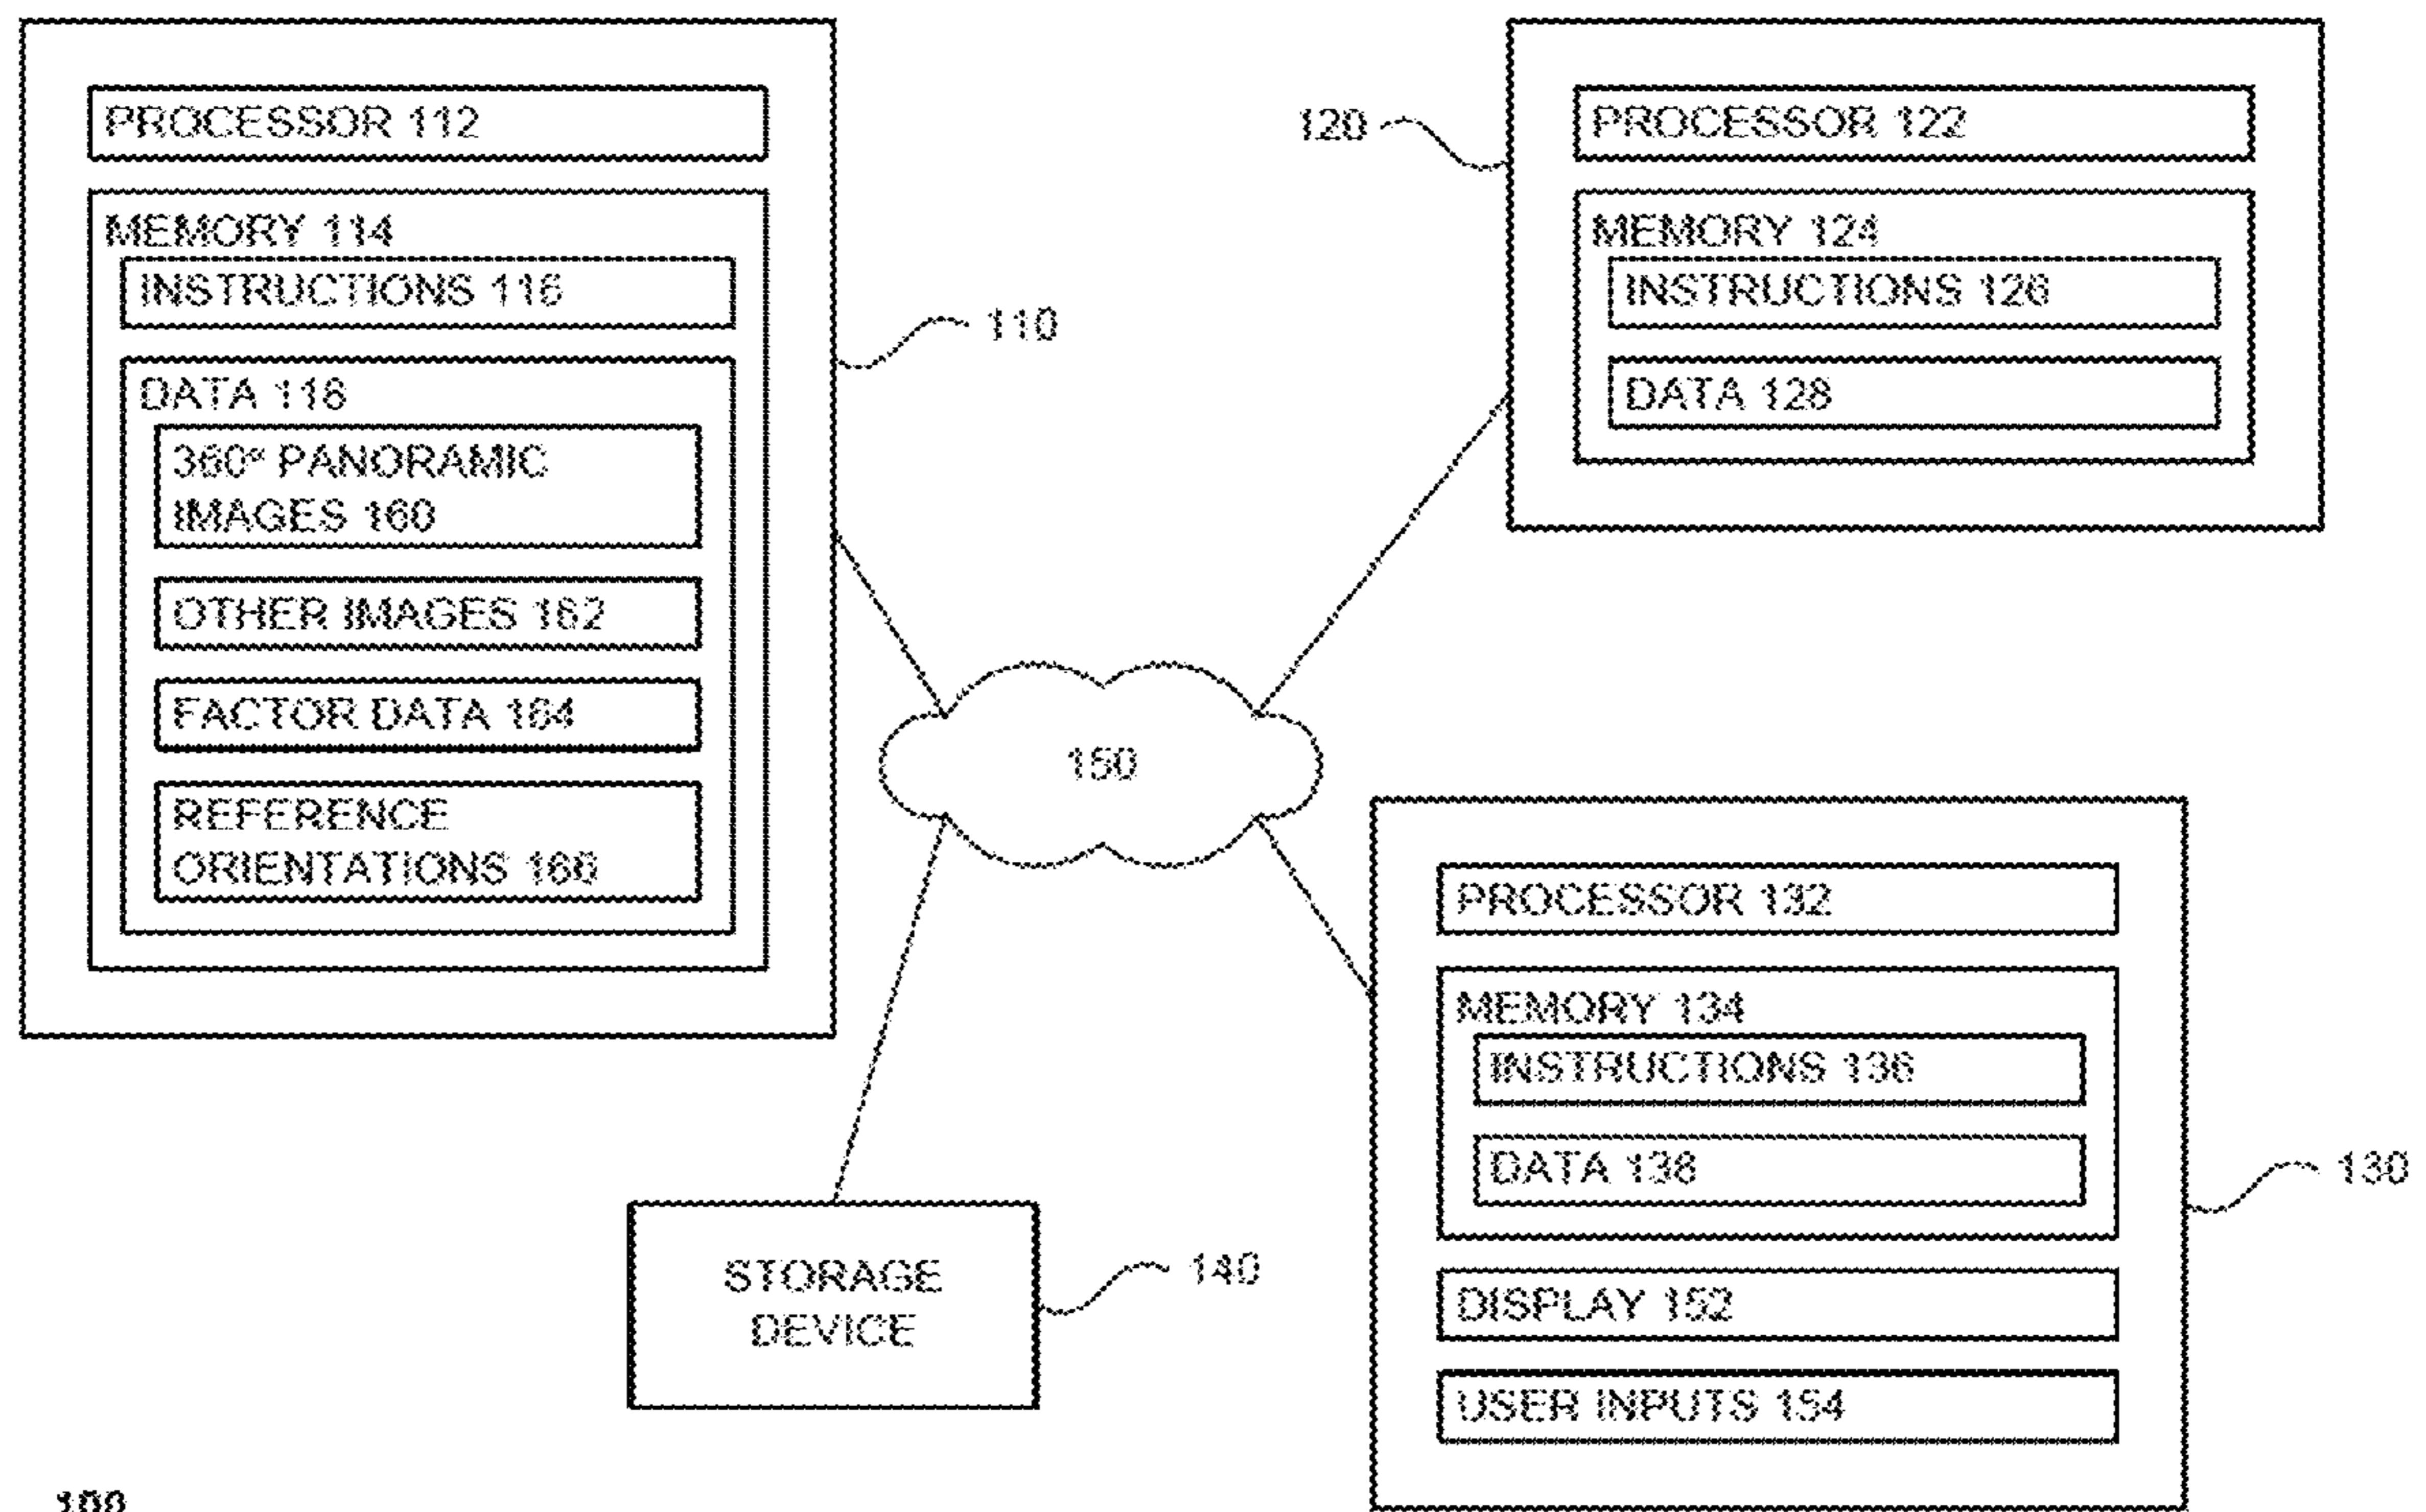 PROCESSOR 112
MEMORY 114
INSTRUCTIONS 116
DATA 118
360° PANORAMIC
IMAGES 160
OTHER IMAGES 162
FACTOR DATA 164
REFERENCE
ORIENTATIONS 166
110
120
PROCESSOR 122
MEMORY 124
INSTRUCTIONS 126
DATA 128
150
STORAGE
DEVICE
140
PROCESSOR 132
MEMORY 134
INSTRUCTIONS 136
DATA 138
DISPLAY 152
USER INPUTS 154
130
100